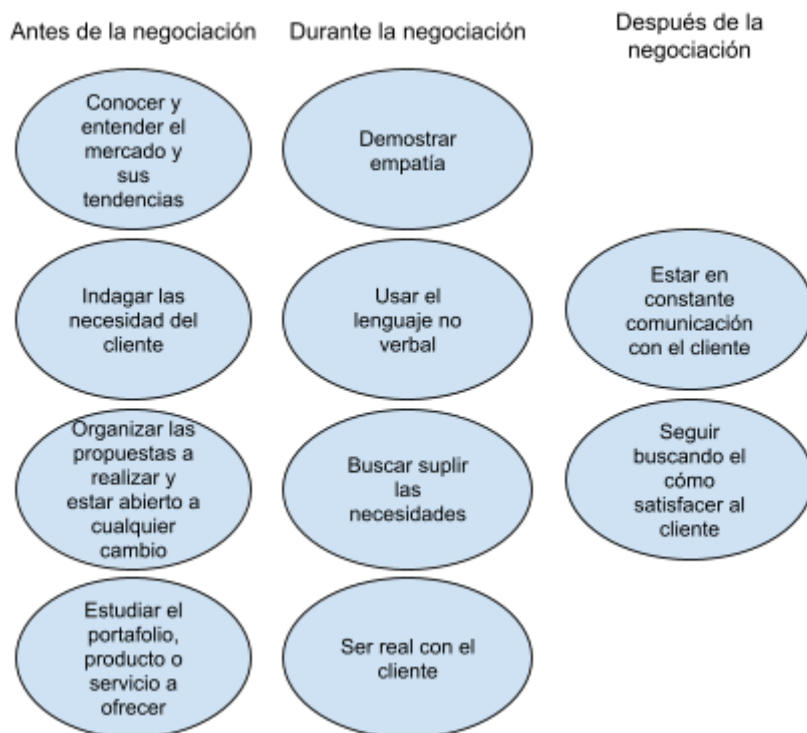 Antes de la negociación
Conocer y
entender el
mercado y
sus
tendencias
Indagar las
necesidad del
cliente
Organizar las
propuestas a
realizar y
estar abierto a
cualquier
cambio
Estudiar el
portafolio,
producto o
servicio a
ofrecer
Durante la negociación
Demostrar
empatía
Usar el
lenguaje no
verbal
Buscar suplir
las
necesidades
Ser real con el
cliente
Después de la
negociación
Estar en
constante
comunicación
con el cliente
Seguir
buscando el
cómo
satisfacer al
cliente